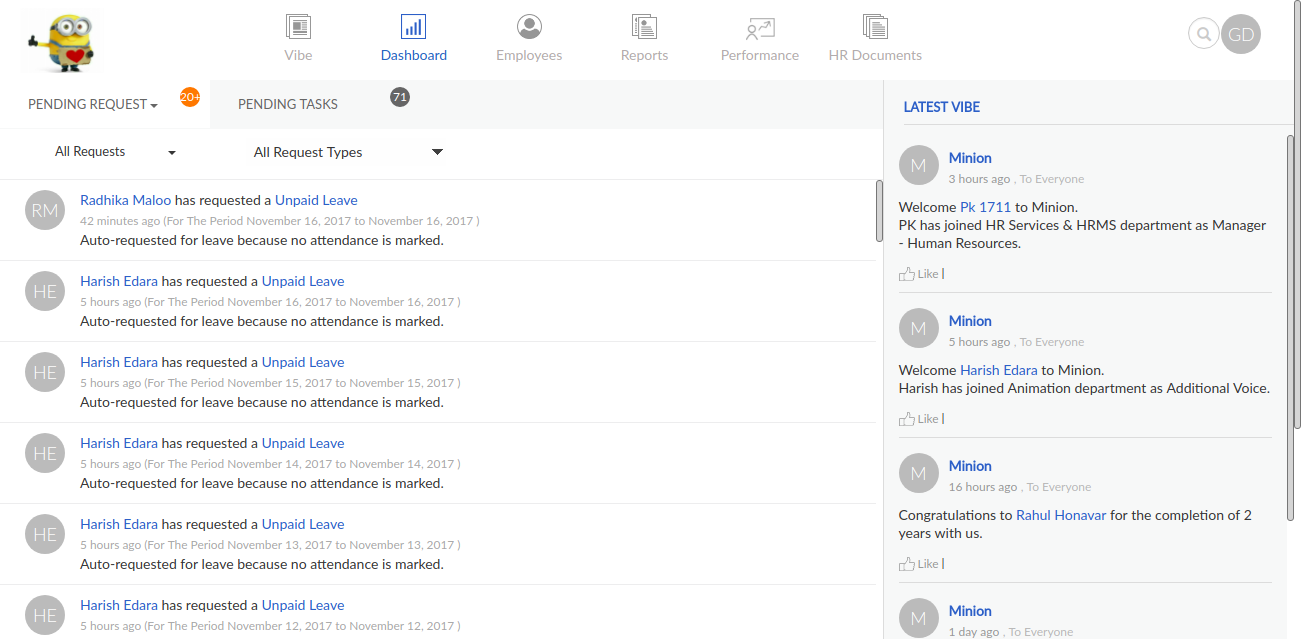 Vibe
Dashboard
Employees
Reports
Performance
HR Documents
GD
PENDING REQUEST
20+
PENDING TASKS
71
All Requests
All Request Types
RM
Radhika Maloo has requested a Unpaid Leave
42 minutes ago (For The Period November 16, 2017 to November 16, 2017 )
Auto-requested for leave because no attendance is marked.
HE
Harish Edara has requested a Unpaid Leave
5 hours ago (For The Period November 16, 2017 to November 16, 2017 )
Auto-requested for leave because no attendance is marked.
HE
Harish Edara has requested a Unpaid Leave
5 hours ago (For The Period November 15, 2017 to November 15, 2017 )
Auto-requested for leave because no attendance is marked.
HE
Harish Edara has requested a Unpaid Leave
5 hours ago (For The Period November 14, 2017 to November 14, 2017 )
Auto-requested for leave because no attendance is marked.
HE
Harish Edara has requested a Unpaid Leave
5 hours ago (For The Period November 13, 2017 to November 13, 2017 )
Auto-requested for leave because no attendance is marked.
HE
Harish Edara has requested a Unpaid Leave
5 hours ago (For The Period November 12, 2017 to November 12, 2017 )
LATEST VIBE
M
Minion
3 hours ago , To Everyone
Welcome Pk 1711 to Minion.
PK has joined HR Services & HRMS department as Manager
- Human Resources.
Like |
M
Minion
5 hours ago , To Everyone
Welcome Harish Edara to Minion.
Harish has joined Animation department as Additional Voice.
Like |
M
Minion
16 hours ago , To Everyone
Congratulations to Rahul Honavar for the completion of 2
years with us.
Like |
M
Minion
1 day ago , To Everyone